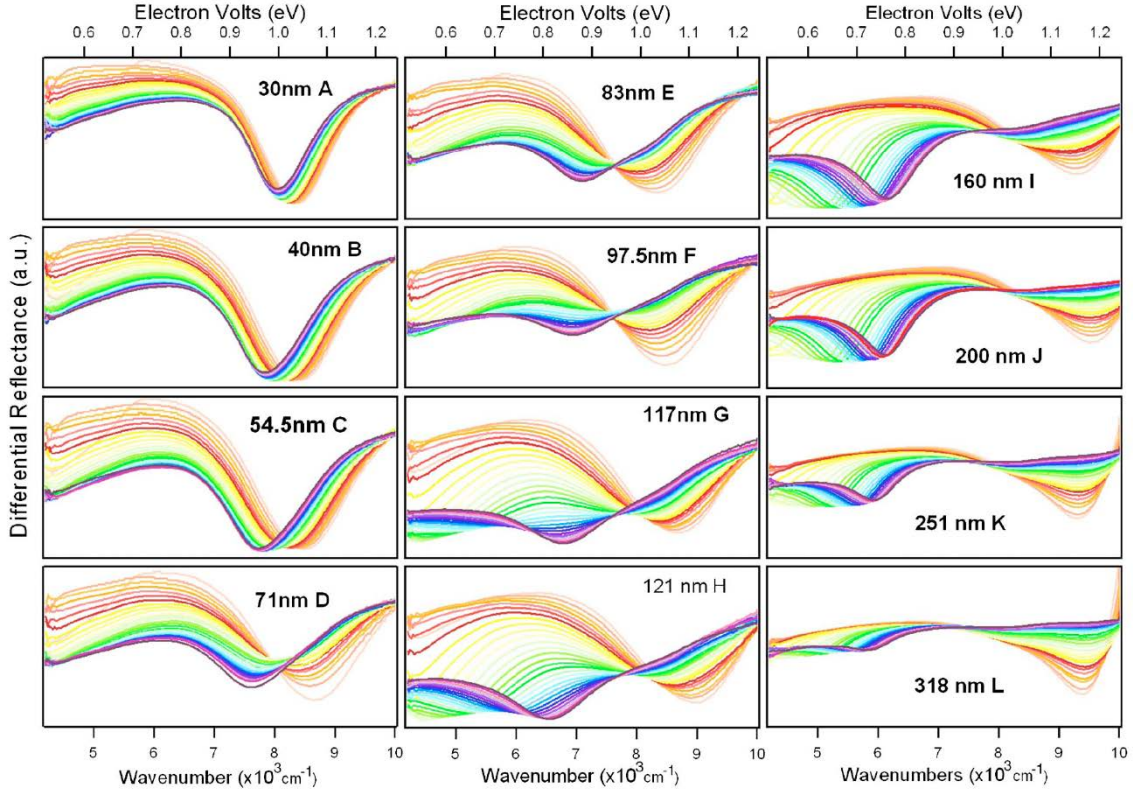 Electron Volts (eV)
Electron Volts (eV)
Electron Volts (eV)
0.6 0.7 0.8 0.9 1.0 1.1 1.2
0.6 0.7 0.8 0.9 1.0 1.1 1.2
0.6 0.7 0.8 0.9 1.0 1.1 1.2
30nm A
83nm E
160 nm I
40nm B
97.5nm F
200 nm J
54.5nm C
117nm G
251 nm K
71nm D
121 nm H
318 nm L
Differential Reflectance (a.u.)
5 6 7 8 9 10
5 6 7 8 9 10
5 6 7 8 9 10
Wavenumber (x10³cm⁻¹)
Wavenumber (x10³cm⁻¹)
Wavenumbers (x10³cm⁻¹)